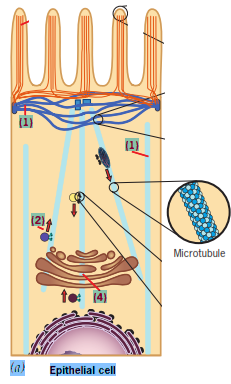 (1)
(1)
(2)
Microtubule
(4)
(a) Epithelial cell